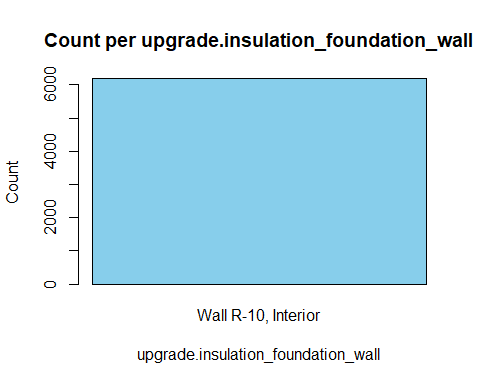 Count per upgrade.insulation_foundation_wall
Count
6000
4000
2000
0
Wall R-10, Interior
upgrade.insulation_foundation_wall